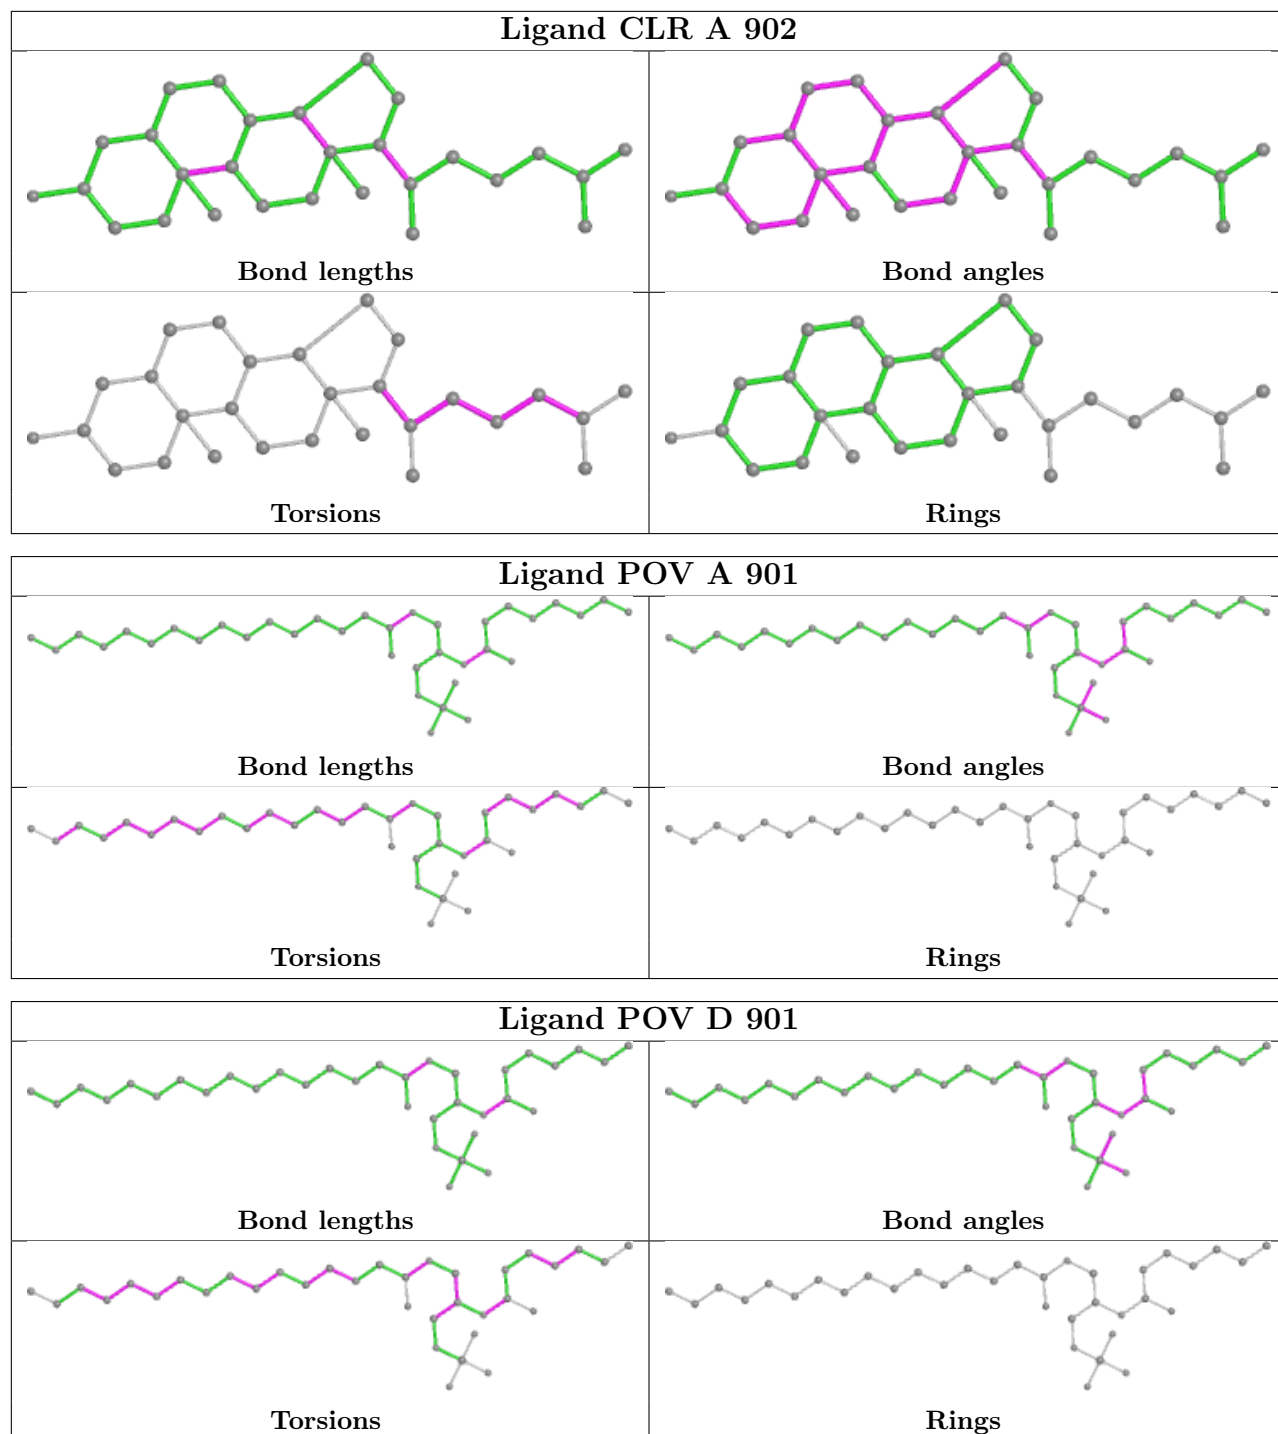 Ligand CLR A 902
Bond lengths
Bond angles
Torsions
Rings
Ligand POV A 901
Bond lengths
Bond angles
Torsions
Rings
Ligand POV D 901
Bond lengths
Bond angles
Torsions
Rings